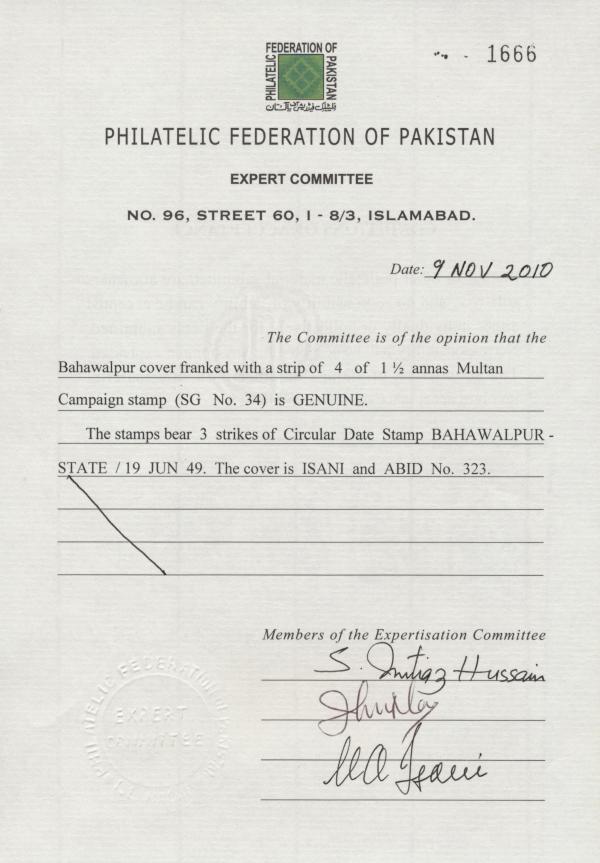 1666
FEDERATION OF
PHILATELIC
PAKISTAN
PHILATELIC FEDERATION OF PAKISTAN
EXPERT COMMITTEE
NO. 96, STREET 60, I - 8/3, ISLAMABAD.
Date: 9 NOV 2010
The Committee is of the opinion that the
Bahawalpur cover franked with a strip of 4 of 1 ½ annas Multan
Campaign stamp (SG No. 34) is GENUINE.
The stamps bear 3 strikes of Circular Date Stamp BAHAWALPUR -
STATE / 19 JUN 49. The cover is ISANI and ABID No. 323.
Members of the Expertisation Committee
S. Imtiaz Hussain
MA Isani
EXPERT
COMMITTEE